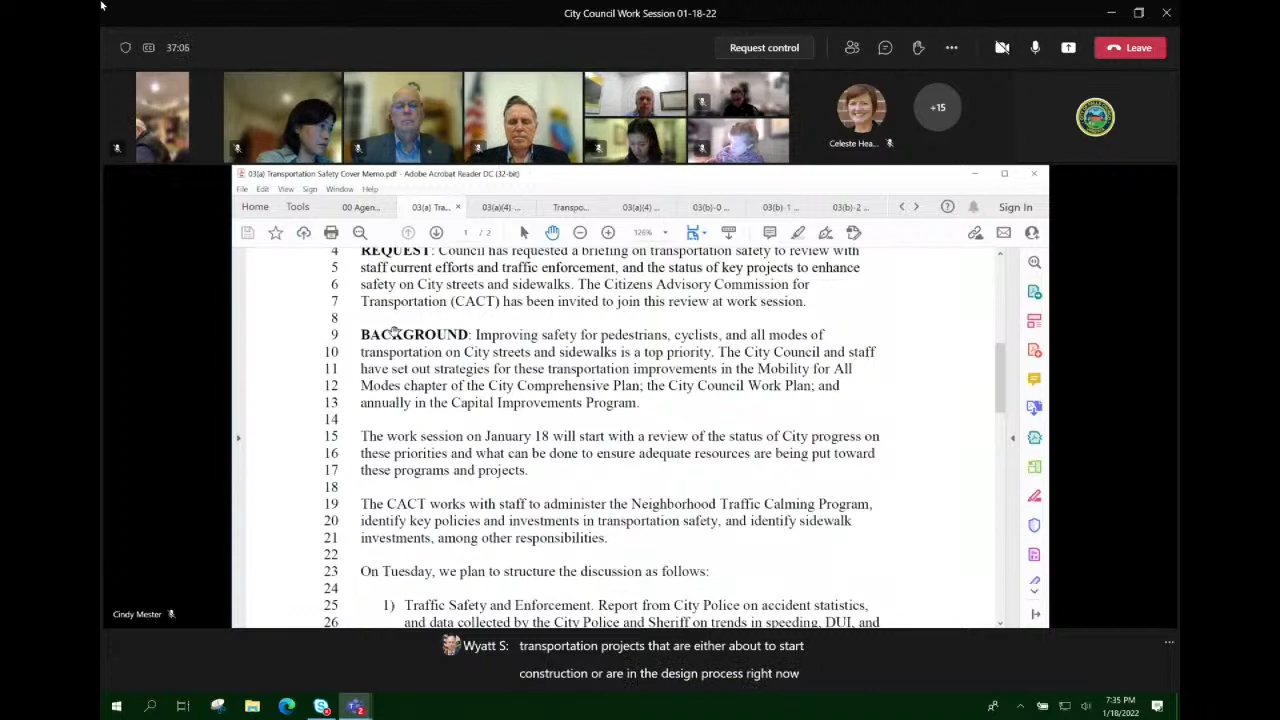 City Council Work Session 01-18-22
37:06
Request control
Leave
Celeste Hea...
+15
03(a) Transportation Safety Cover Memo.pdf - Adobe Acrobat Reader DC (32-bit)
File Edit View Sign Window Help
Home Tools 00 Agen... 03(a) Tra... 03(a)(4)-... Transpo... 03(a)(4) ... 03(b)-0 ... 03(b)-1 ... 03(b)-2 ... Sign In
1 / 2 126%
4 REQUEST: Council has requested a briefing on transportation safety to review with
5 staff current efforts and traffic enforcement, and the status of key projects to enhance
6 safety on City streets and sidewalks. The Citizens Advisory Commission for
7 Transportation (CACT) has been invited to join this review at work session.
8
9 BACKGROUND: Improving safety for pedestrians, cyclists, and all modes of
10 transportation on City streets and sidewalks is a top priority. The City Council and staff
11 have set out strategies for these transportation improvements in the Mobility for All
12 Modes chapter of the City Comprehensive Plan; the City Council Work Plan; and
13 annually in the Capital Improvements Program.
14
15 The work session on January 18 will start with a review of the status of City progress on
16 these priorities and what can be done to ensure adequate resources are being put toward
17 these programs and projects.
18
19 The CACT works with staff to administer the Neighborhood Traffic Calming Program,
20 identify key policies and investments in transportation safety, and identify sidewalk
21 investments, among other responsibilities.
22
23 On Tuesday, we plan to structure the discussion as follows:
24
25 1) Traffic Safety and Enforcement. Report from City Police on accident statistics,
26 and data collected by the City Police and Sheriff on trends in speeding, DUI, and
Cindy Mester
Wyatt S: transportation projects that are either about to start
construction or are in the design process right now
7:35 PM
1/18/2022